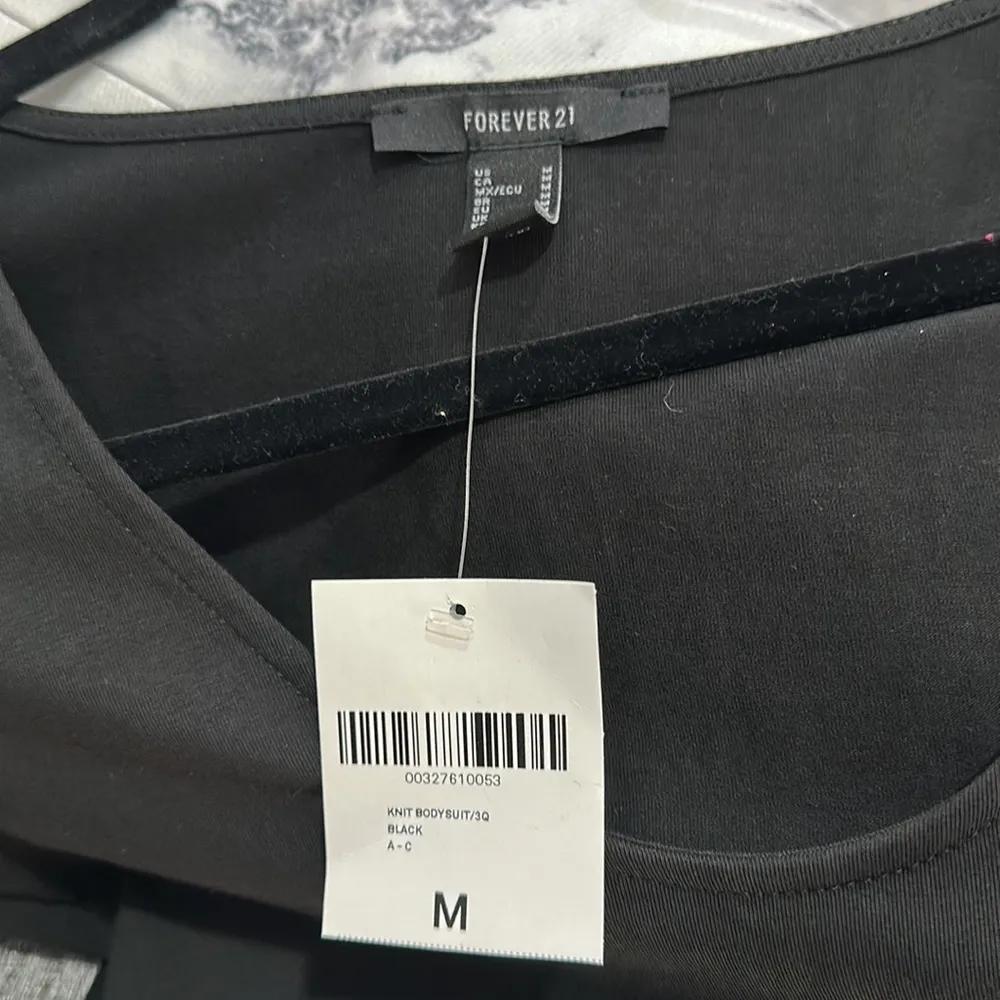 FOREVER 21
US
CA
MX/ECU
00327610053
KNIT BODYSUIT/3Q
BLACK
A - C
M